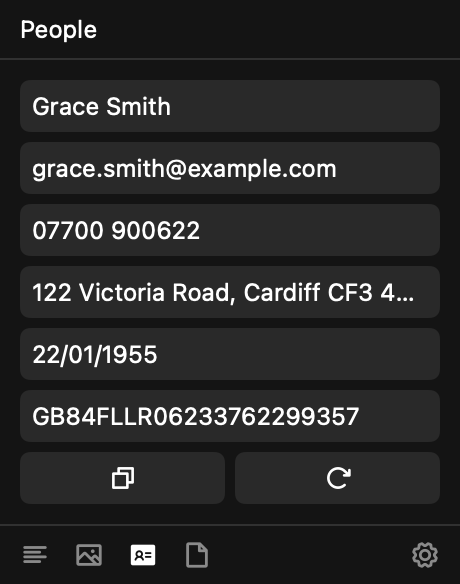 People
Grace Smith
grace.smith@example.com
07700 900622
122 Victoria Road, Cardiff CF3 4...
22/01/1955
GB84FLLR06233762299357